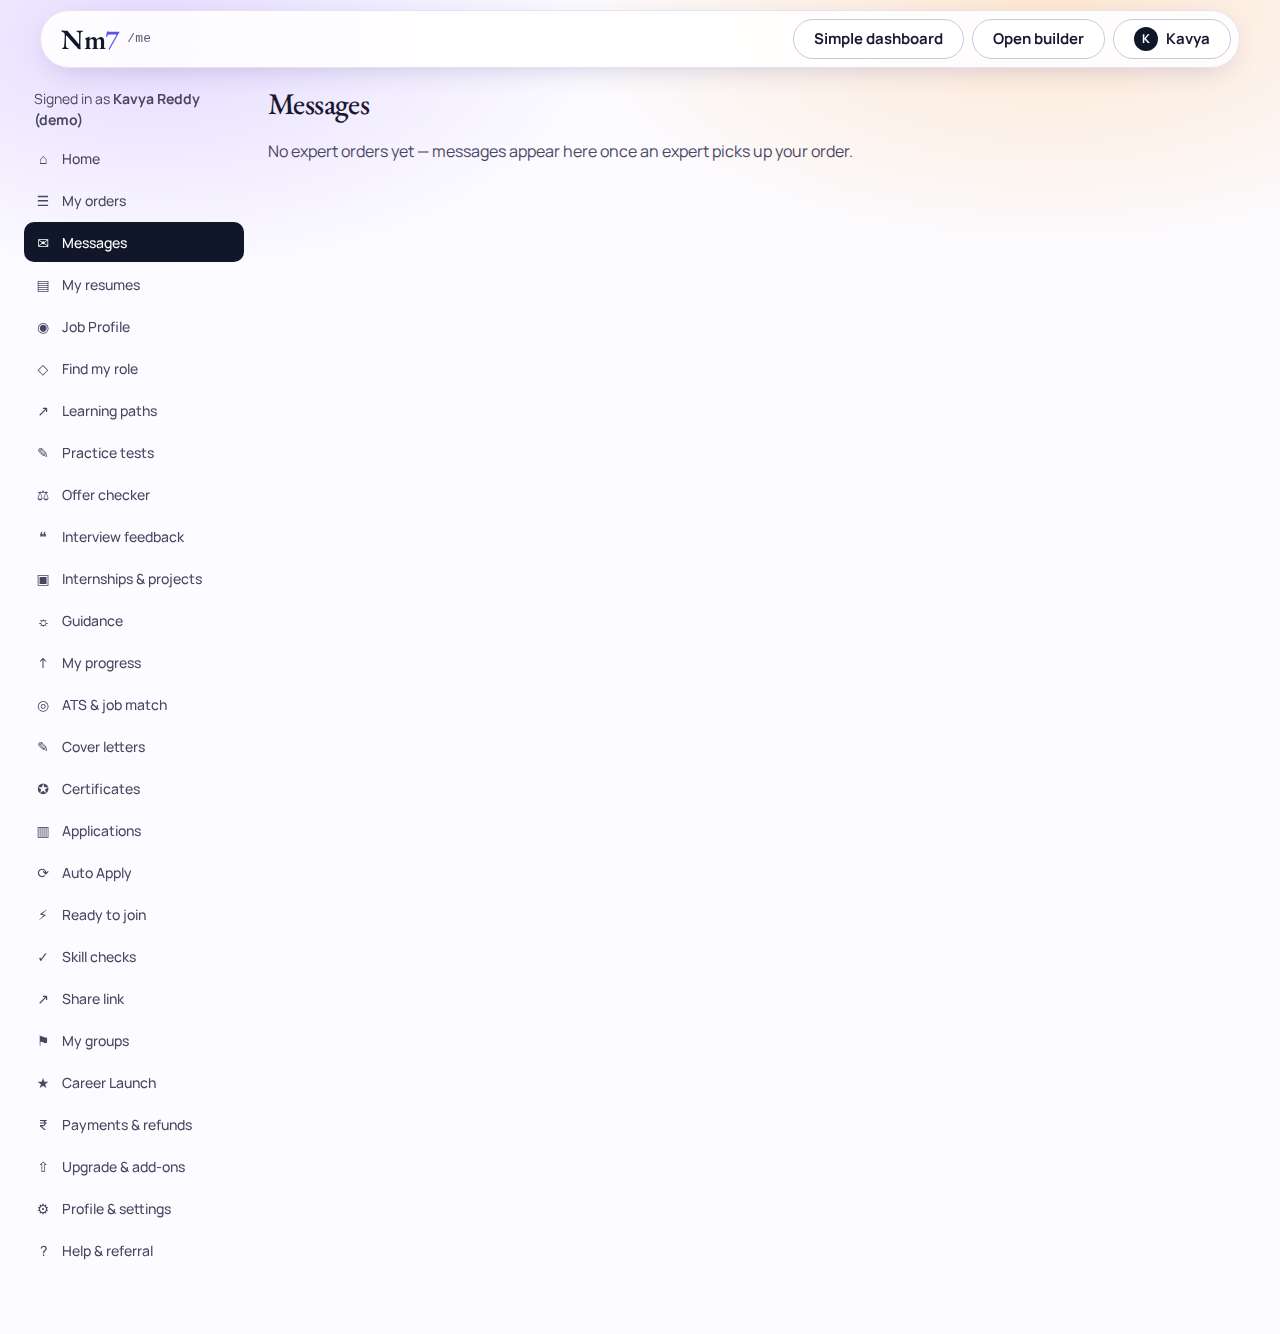 Nm7 /me
Simple dashboard
Open builder
K Kavya
Signed in as Kavya Reddy
(demo)
⌂ Home
☰ My orders
✉ Messages
▤ My resumes
◉ Job Profile
◇ Find my role
↗ Learning paths
✎ Practice tests
⚖ Offer checker
❝ Interview feedback
▣ Internships & projects
☼ Guidance
↑ My progress
◎ ATS & job match
✎ Cover letters
✪ Certificates
▥ Applications
⟳ Auto Apply
⚡ Ready to join
✓ Skill checks
↗ Share link
⚑ My groups
★ Career Launch
₹ Payments & refunds
⇧ Upgrade & add-ons
⚙ Profile & settings
? Help & referral
Messages
No expert orders yet — messages appear here once an expert picks up your order.